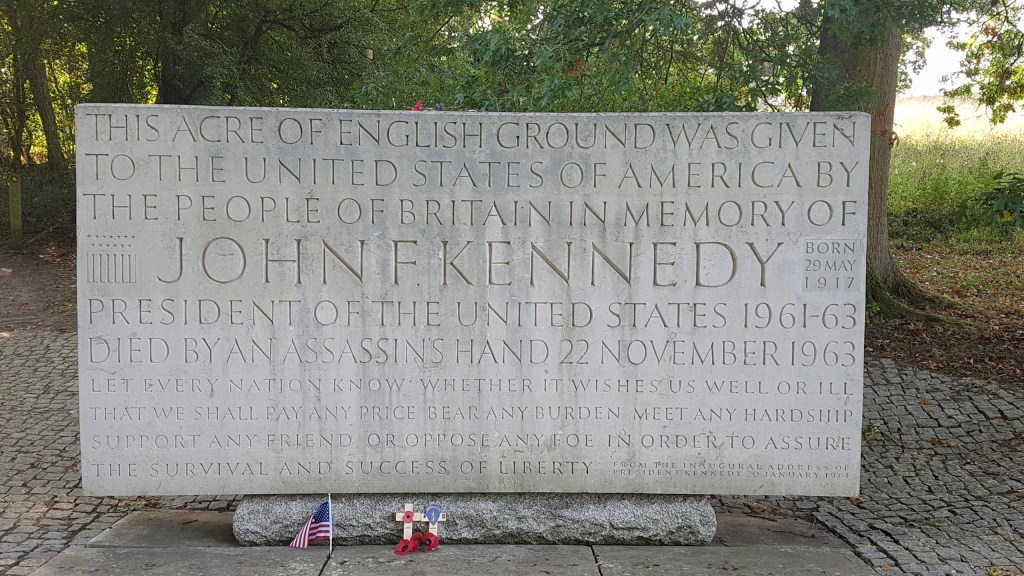 THIS ACRE OF ENGLISH GROUND WAS GIVEN
TO THE UNITED STATES OF AMERICA BY
THE PEOPLE OF BRITAIN IN MEMORY OF
JOHN F. KENNEDY
BORN
29 MAY
1917
PRESIDENT OF THE UNITED STATES 1961–63
DIED BY AN ASSASSIN'S HAND 22 NOVEMBER 1963
LET EVERY NATION KNOW WHETHER IT WISHES US WELL OR ILL
THAT WE SHALL PAY ANY PRICE BEAR ANY BURDEN MEET ANY HARDSHIP
SUPPORT ANY FRIEND OR OPPOSE ANY FOE IN ORDER TO ASSURE
THE SURVIVAL AND SUCCESS OF LIBERTY
FROM THE INAUGURAL ADDRESS OF
PRESIDENT KENNEDY 20 JANUARY 1961